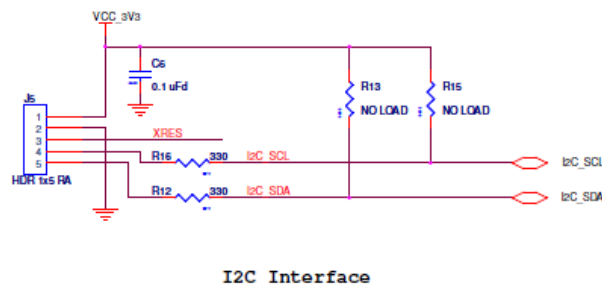 VCC_3V3
C6
0.1 uFd
R13
NO LOAD
R15
NO LOAD
J5
1
2
3
4
5
HDR 1x5 RA
XRES
R16
330
I2C_SCL
I2C_SCL
R12
330
I2C_SDA
I2C_SDA
I2C Interface